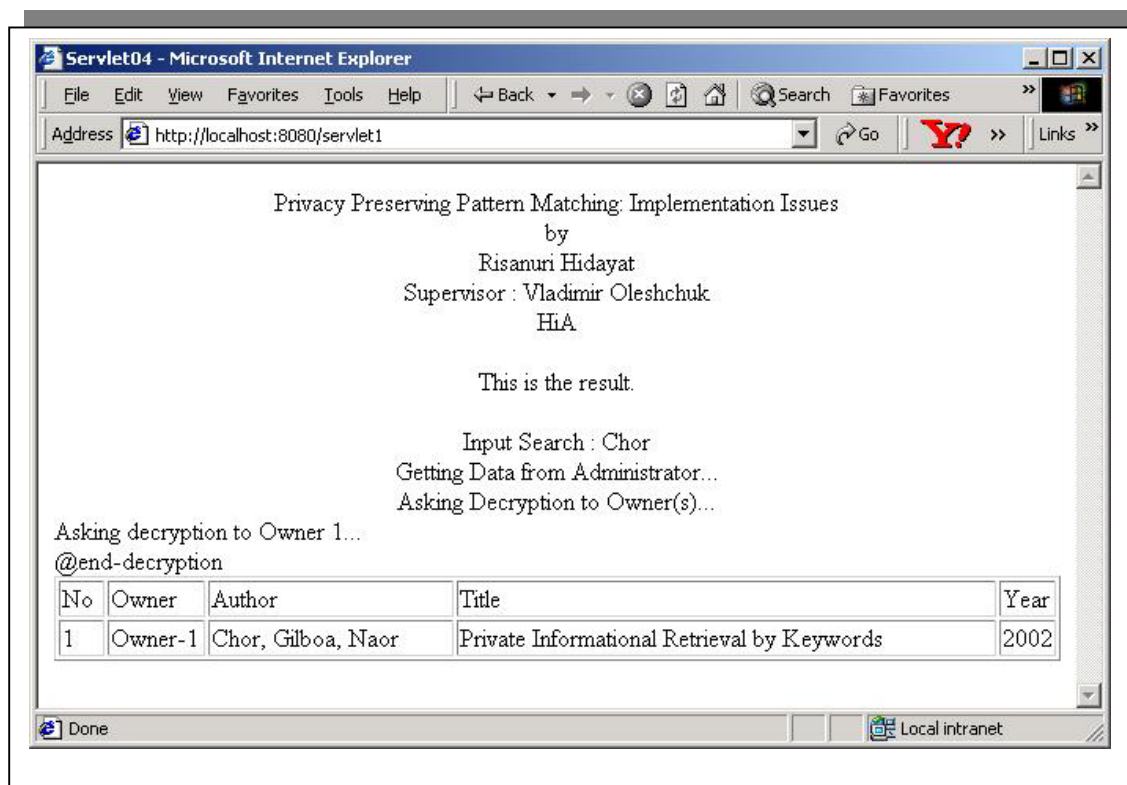 Servlet04 - Microsoft Internet Explorer
File Edit View Favorites Tools Help Back Search Favorites »
Address http://localhost:8080/servlet1 Go Y! » Links »
Privacy Preserving Pattern Matching: Implementation Issues
by
Risanuri Hidayat
Supervisor : Vladimir Oleshchuk
HiA
This is the result.
Input Search : Chor
Getting Data from Administrator...
Asking Decryption to Owner(s)...
Asking decryption to Owner 1...
@end-decryption
No Owner Author Title Year
1 Owner-1 Chor, Gilboa, Naor Private Informational Retrieval by Keywords 2002
Done Local intranet